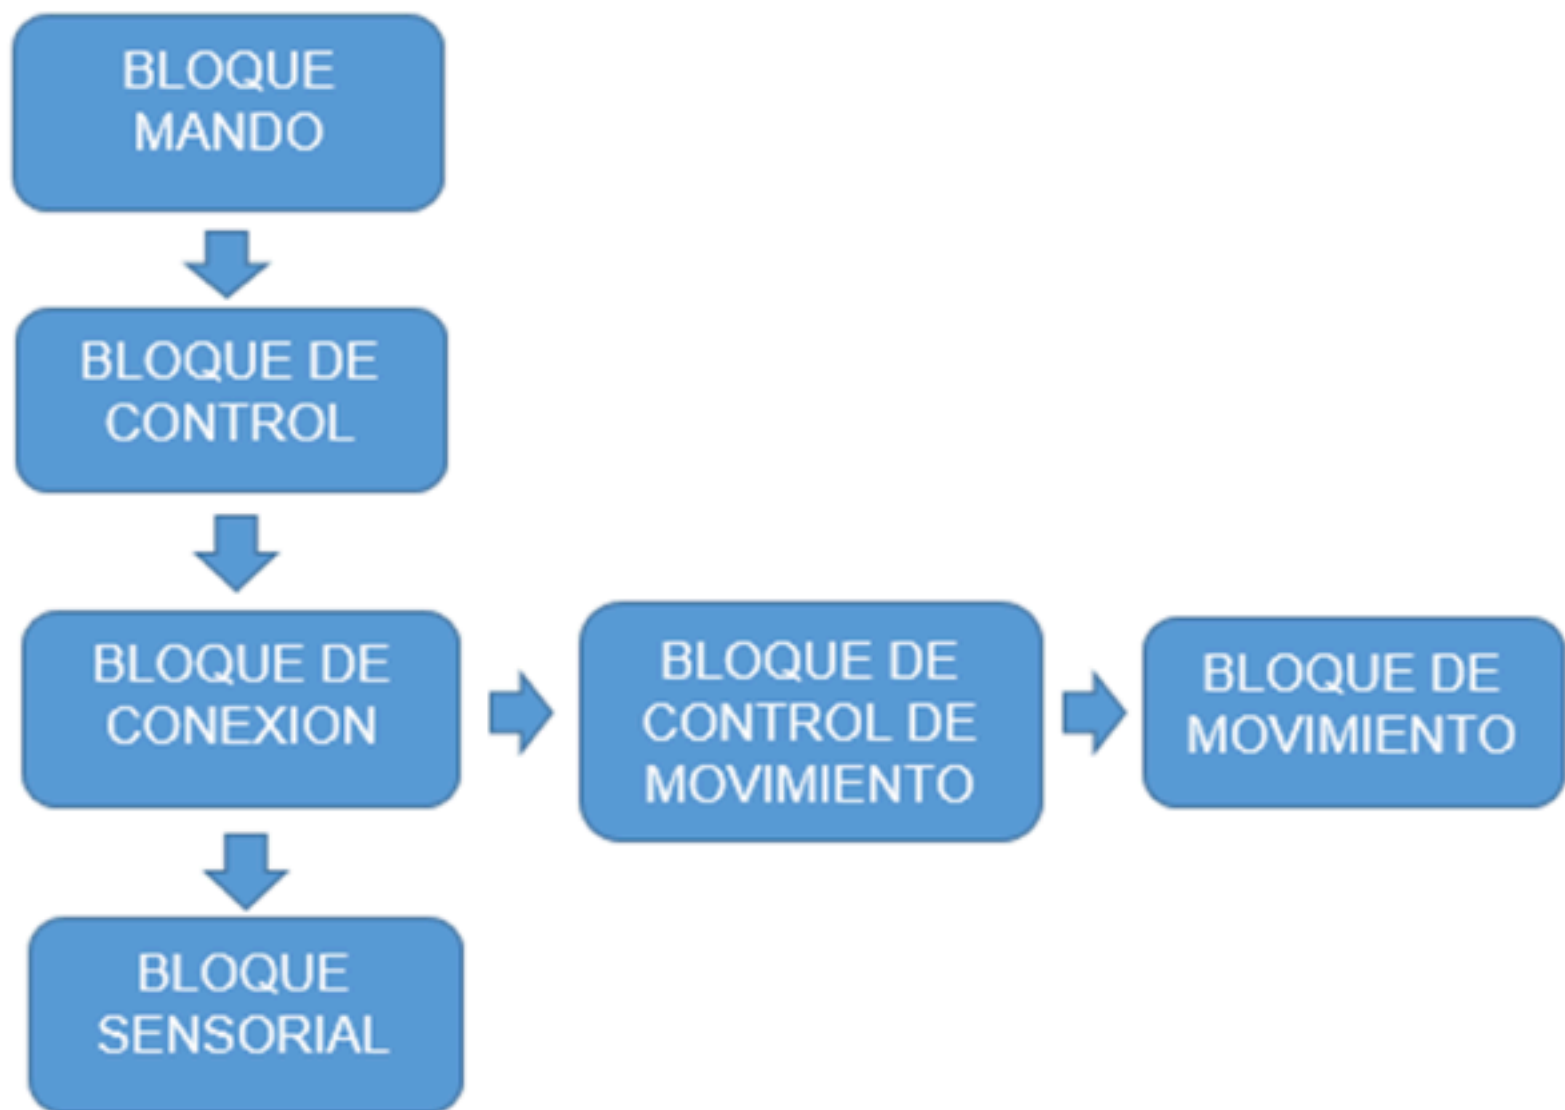 BLOQUE
MANDO
BLOQUE DE
CONTROL
BLOQUE DE
CONEXION
BLOQUE DE
CONTROL DE
MOVIMIENTO
BLOQUE DE
MOVIMIENTO
BLOQUE
SENSORIAL